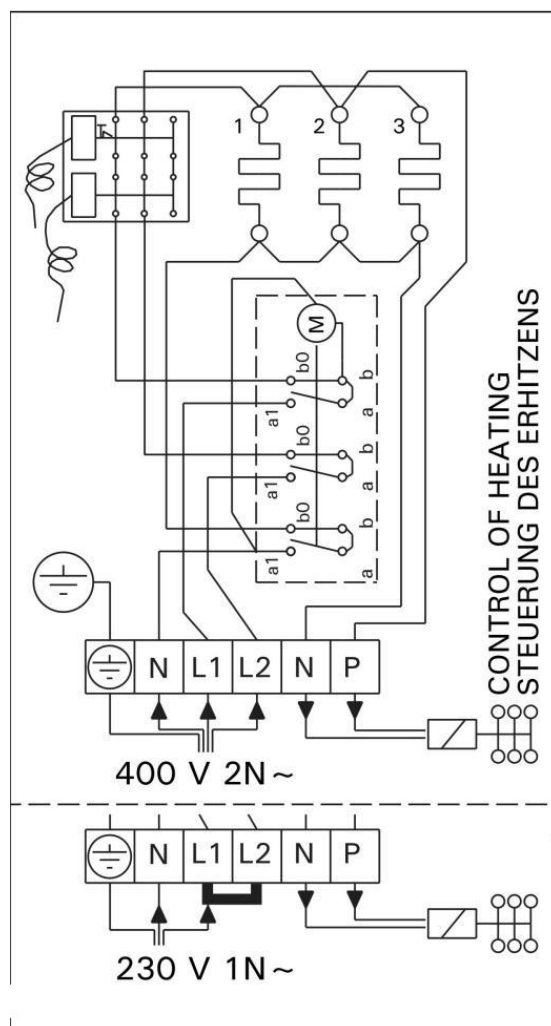 1 2 3
T
M
b0 b
a1 a
b0 b
a1 a
b0 b
a1 a
CONTROL OF HEATING
STEUERUNG DES ERHITZENS
N L1 L2 N P
400 V 2N ~
N L1 L2 N P
230 V 1N ~